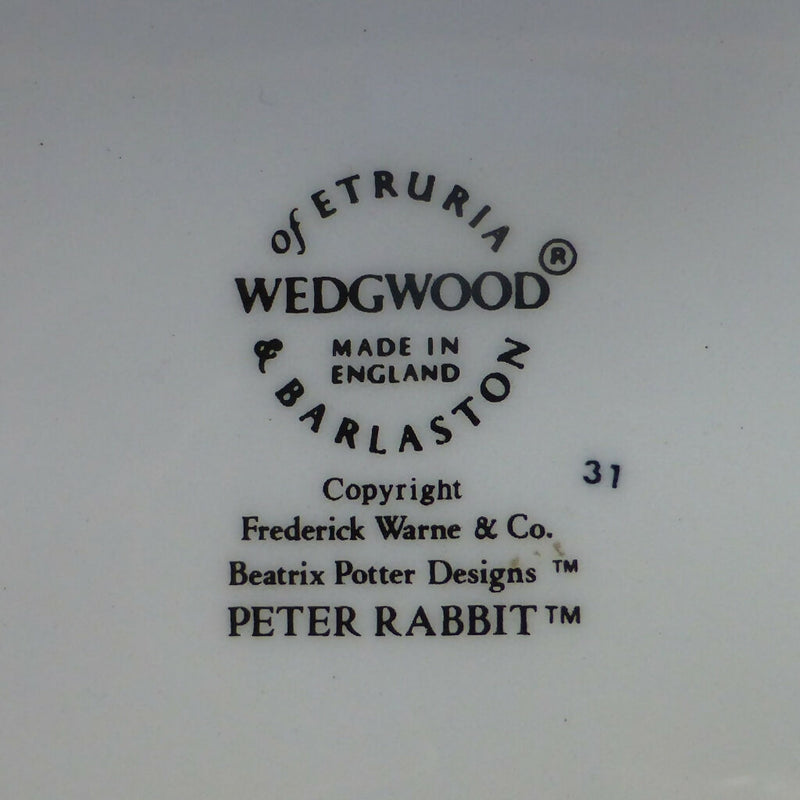 of ETRURIA
WEDGWOOD®
MADE IN
ENGLAND
& BARLASTON
31
Copyright
Frederick Warne & Co.
Beatrix Potter Designs ™
PETER RABBIT™